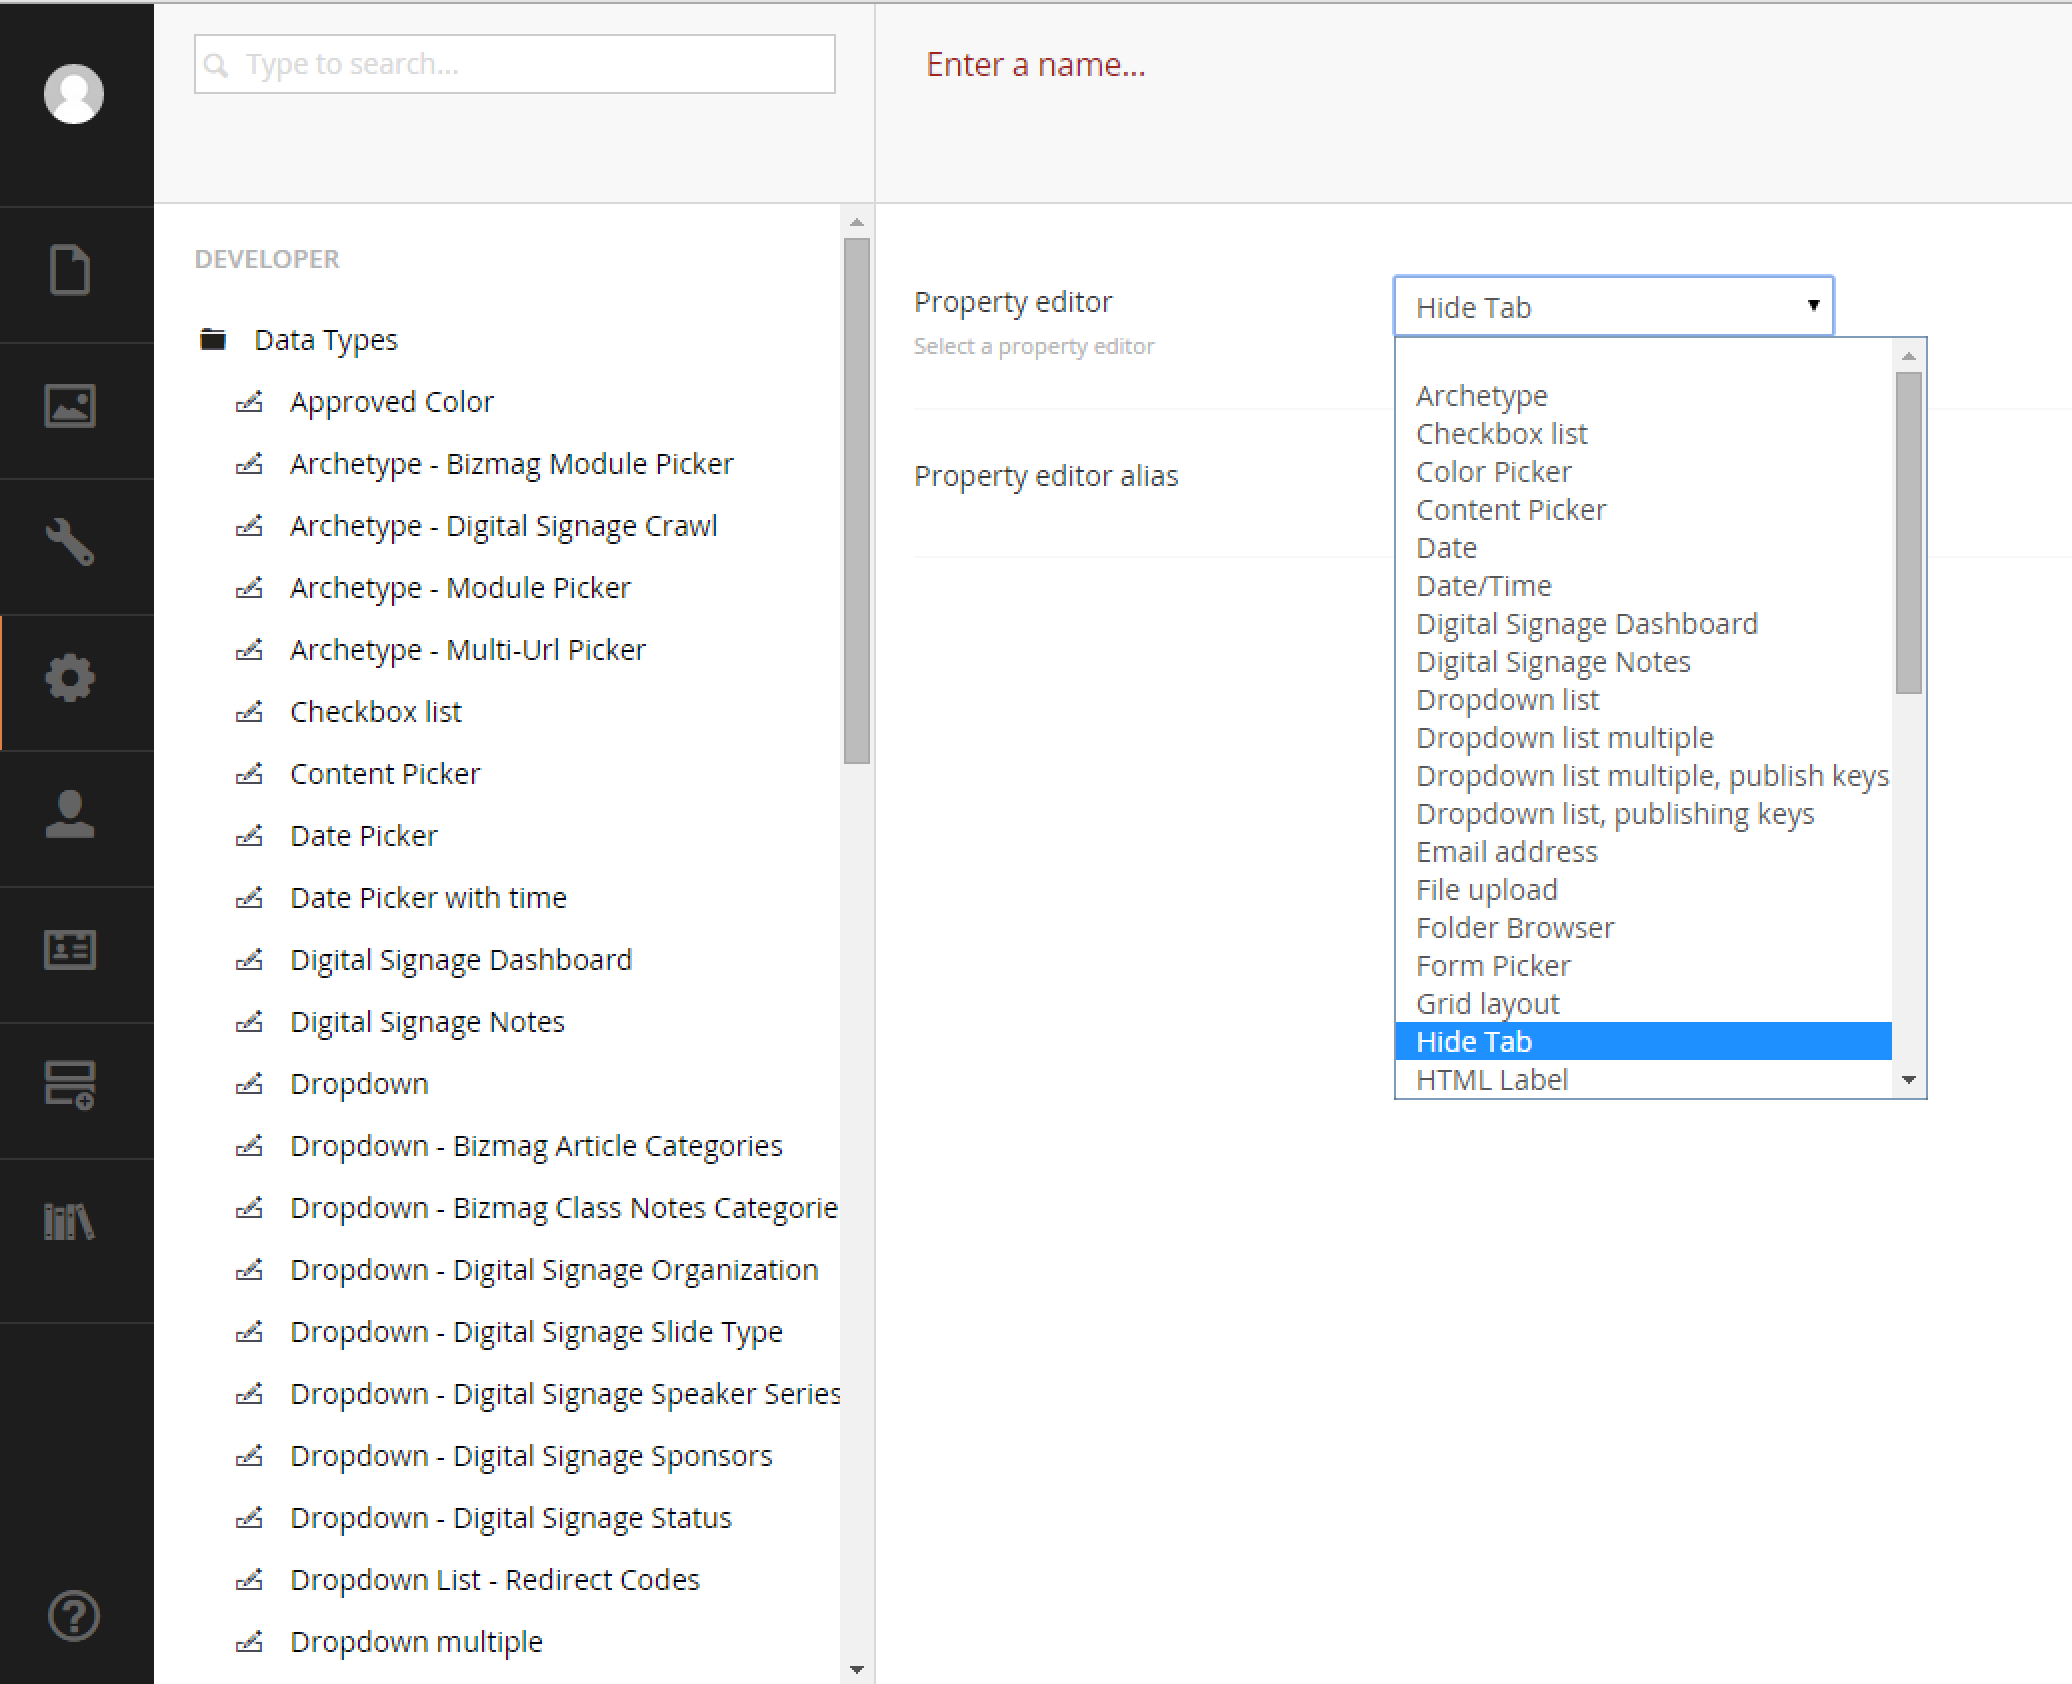 Type to search...
Enter a name...
DEVELOPER
Data Types
Approved Color
Archetype - Bizmag Module Picker
Archetype - Digital Signage Crawl
Archetype - Module Picker
Archetype - Multi-Url Picker
Checkbox list
Content Picker
Date Picker
Date Picker with time
Digital Signage Dashboard
Digital Signage Notes
Dropdown
Dropdown - Bizmag Article Categories
Dropdown - Bizmag Class Notes Categorie
Dropdown - Digital Signage Organization
Dropdown - Digital Signage Slide Type
Dropdown - Digital Signage Speaker Series
Dropdown - Digital Signage Sponsors
Dropdown - Digital Signage Status
Dropdown List - Redirect Codes
Dropdown multiple
Property editor
Select a property editor
Property editor alias
Hide Tab
Archetype
Checkbox list
Color Picker
Content Picker
Date
Date/Time
Digital Signage Dashboard
Digital Signage Notes
Dropdown list
Dropdown list multiple
Dropdown list multiple, publish keys
Dropdown list, publishing keys
Email address
File upload
Folder Browser
Form Picker
Grid layout
Hide Tab
HTML Label